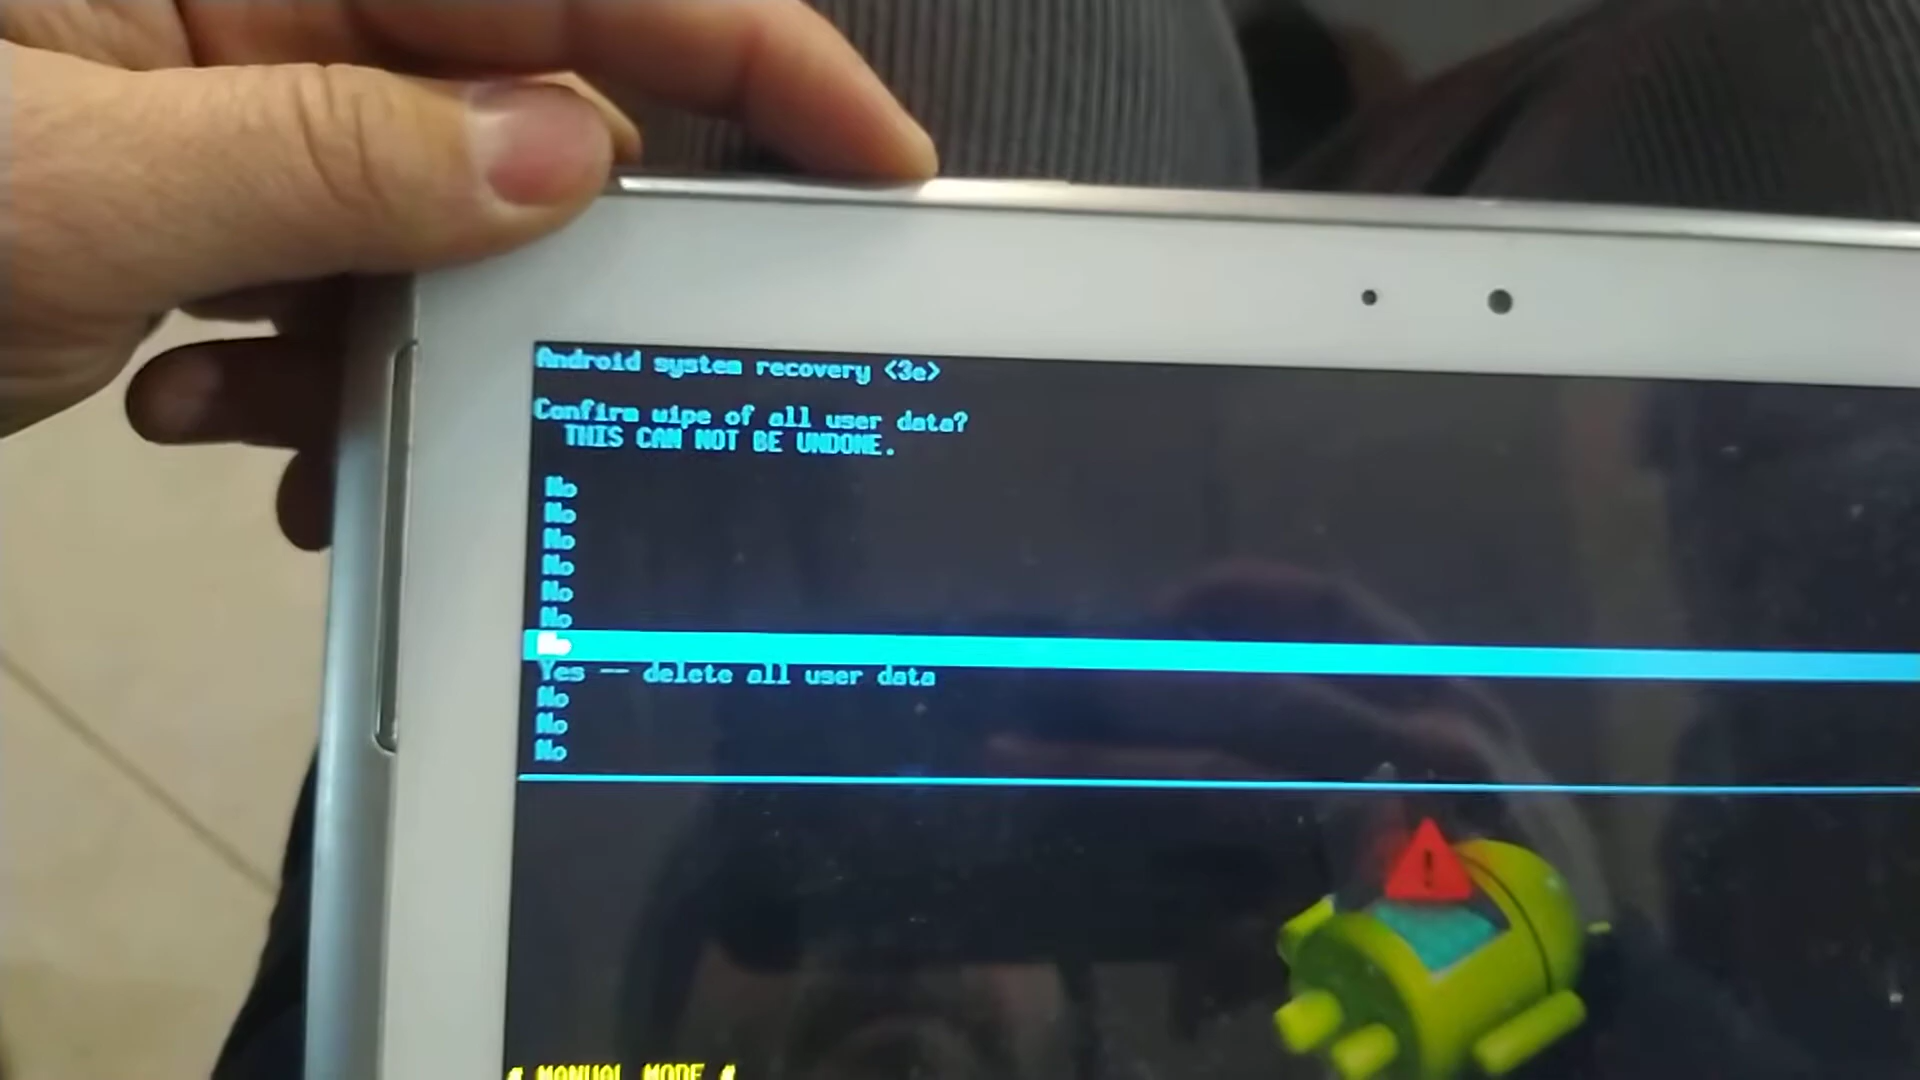 Android system recovery <3e>
Confirm wipe of all user data?
THIS CAN NOT BE UNDONE.
No
No
No
No
No
No
No
Yes -- delete all user data
No
No
No
# MANUAL MODE #